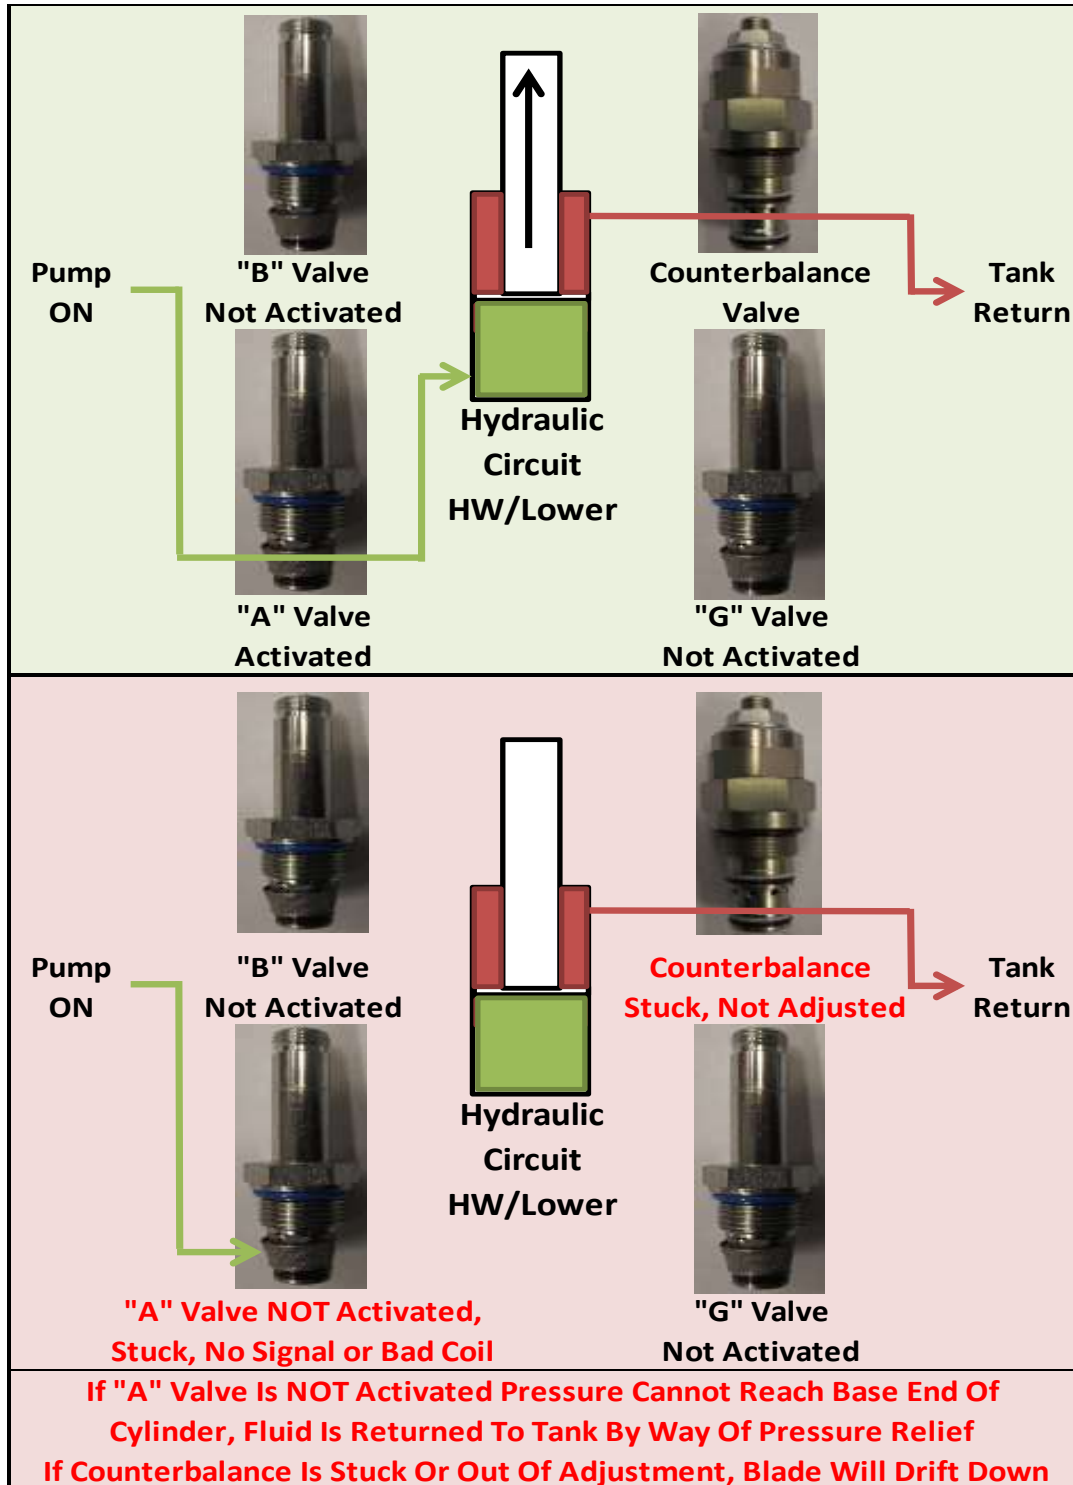 Pump
ON
"B" Valve
Not Activated
Counterbalance
Valve
Tank
Return
Hydraulic
Circuit
HW/Lower
"A" Valve
Activated
"G" Valve
Not Activated
Pump
ON
"B" Valve
Not Activated
Counterbalance
Stuck, Not Adjusted
Tank
Return
Hydraulic
Circuit
HW/Lower
"A" Valve NOT Activated,
Stuck, No Signal or Bad Coil
"G" Valve
Not Activated
If "A" Valve Is NOT Activated Pressure Cannot Reach Base End Of
Cylinder, Fluid Is Returned To Tank By Way Of Pressure Relief
If Counterbalance Is Stuck Or Out Of Adjustment, Blade Will Drift Down